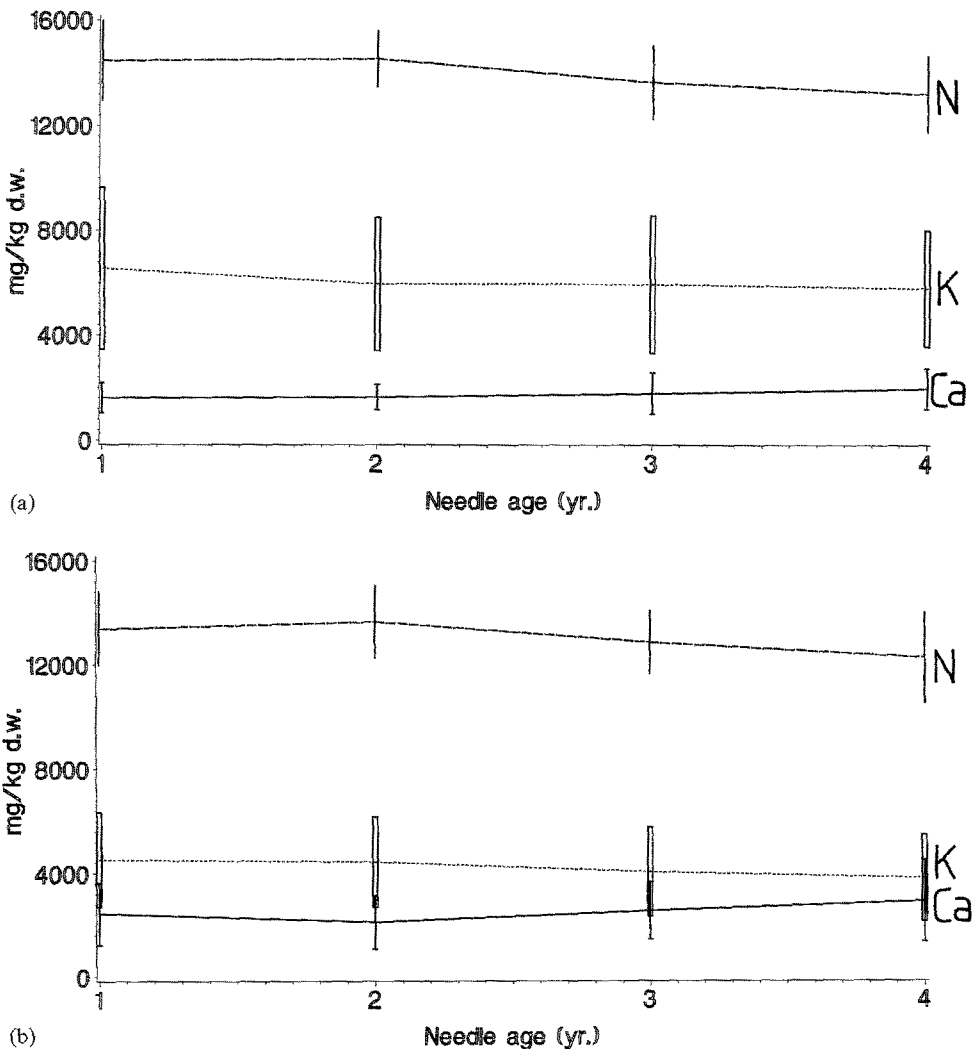 16000
12000
8000
4000
0
mg/kg d.w.
N
K
Ca
1 2 3 4
(a) Needle age (yr.)
16000
12000
8000
4000
0
mg/kg d.w.
N
K
Ca
1 2 3 4
(b) Needle age (yr.)